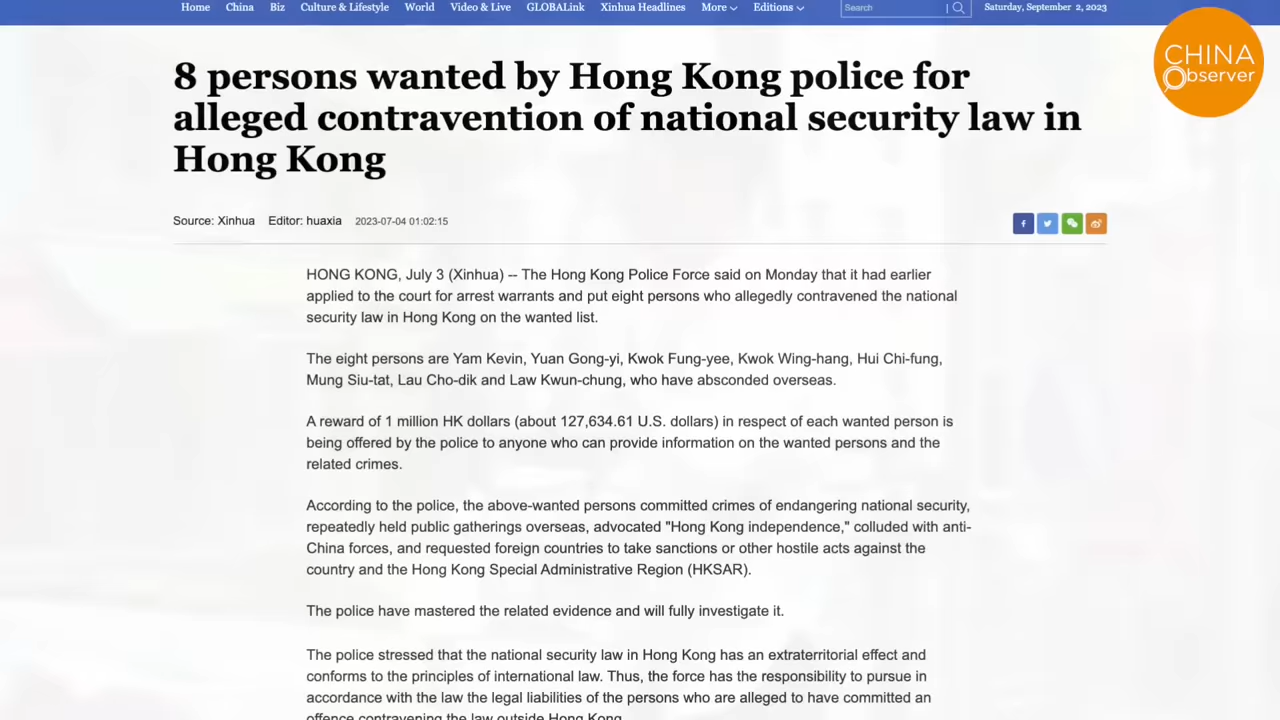 Home China Biz Culture & Lifestyle World Video & Live GLOBALink Xinhua Headlines More Editions Search Saturday, September 2, 2023
CHINA
Observer
8 persons wanted by Hong Kong police for
alleged contravention of national security law in
Hong Kong
Source: Xinhua Editor: huaxia 2023-07-04 01:02:15
HONG KONG, July 3 (Xinhua) -- The Hong Kong Police Force said on Monday that it had earlier
applied to the court for arrest warrants and put eight persons who allegedly contravened the national
security law in Hong Kong on the wanted list.
The eight persons are Yam Kevin, Yuan Gong-yi, Kwok Fung-yee, Kwok Wing-hang, Hui Chi-fung,
Mung Siu-tat, Lau Cho-dik and Law Kwun-chung, who have absconded overseas.
A reward of 1 million HK dollars (about 127,634.61 U.S. dollars) in respect of each wanted person is
being offered by the police to anyone who can provide information on the wanted persons and the
related crimes.
According to the police, the above-wanted persons committed crimes of endangering national security,
repeatedly held public gatherings overseas, advocated "Hong Kong independence," colluded with anti-
China forces, and requested foreign countries to take sanctions or other hostile acts against the
country and the Hong Kong Special Administrative Region (HKSAR).
The police have mastered the related evidence and will fully investigate it.
The police stressed that the national security law in Hong Kong has an extraterritorial effect and
conforms to the principles of international law. Thus, the force has the responsibility to pursue in
accordance with the law the legal liabilities of the persons who are alleged to have committed an
offence contravening the law outside Hong Kong.